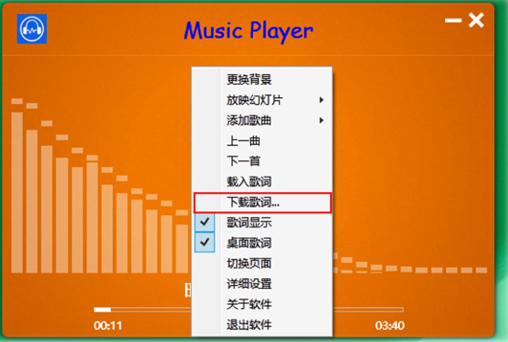 Music Player
更换背景
放映幻灯片
添加歌曲
上一曲
下一首
载入歌词
下载歌词...
歌词显示
桌面歌词
切换页面
详细设置
关于软件
退出软件
00:11
03:40